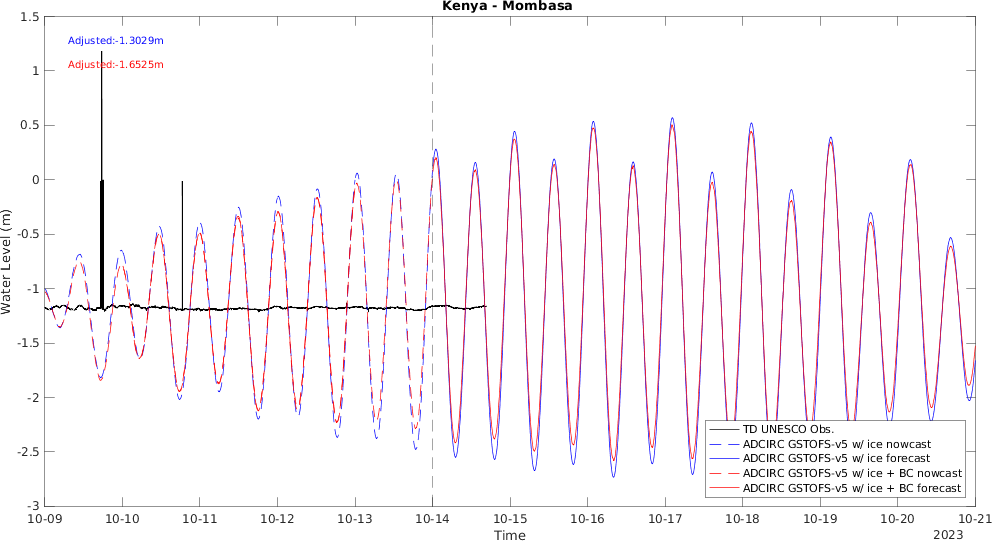 Kenya - Mombasa
Adjusted:-1.3029m
Adjusted:-1.6525m
Water Level (m)
1.5
1
0.5
0
-0.5
-1
-1.5
-2
-2.5
-3
TD UNESCO Obs.
ADCIRC GSTOFS-v5 w/ ice nowcast
ADCIRC GSTOFS-v5 w/ ice forecast
ADCIRC GSTOFS-v5 w/ice + BC nowcast
ADCIRC GSTOFS-v5 w/ice + BC forecast
10-09 10-10 10-11 10-12 10-13 10-14 10-15 10-16 10-17 10-18 10-19 10-20 10-21
Time
2023